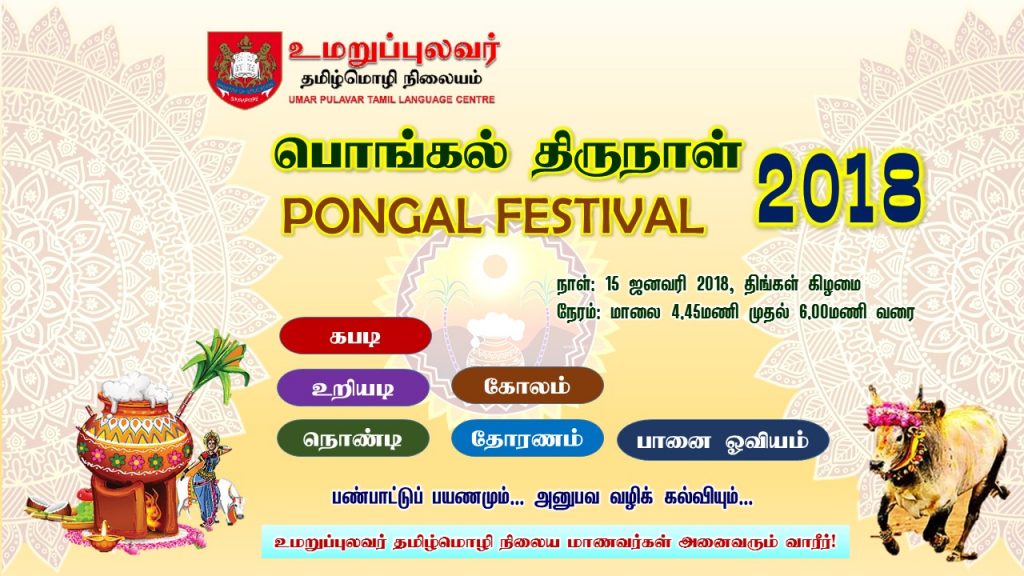 உமறுப்புலவர்
தமிழ்மொழி நிலையம்
UMAR PULAVAR TAMIL LANGUAGE CENTRE
SINGAPORE
பொங்கல் திருநாள் 2018
PONGAL FESTIVAL
நாள்: 15 ஜனவரி 2018, திங்கள் கிழமை
நேரம்: மாலை 4.45மணி முதல் 6.00மணி வரை
கபடி
உறியடி
கோலம்
நொண்டி
தோரணம்
பானை ஓவியம்
பண்பாட்டுப் பயணமும்... அனுபவ வழிக் கல்வியும்...
உமறுப்புலவர் தமிழ்மொழி நிலைய மாணவர்கள் அனைவரும் வாரீர்!